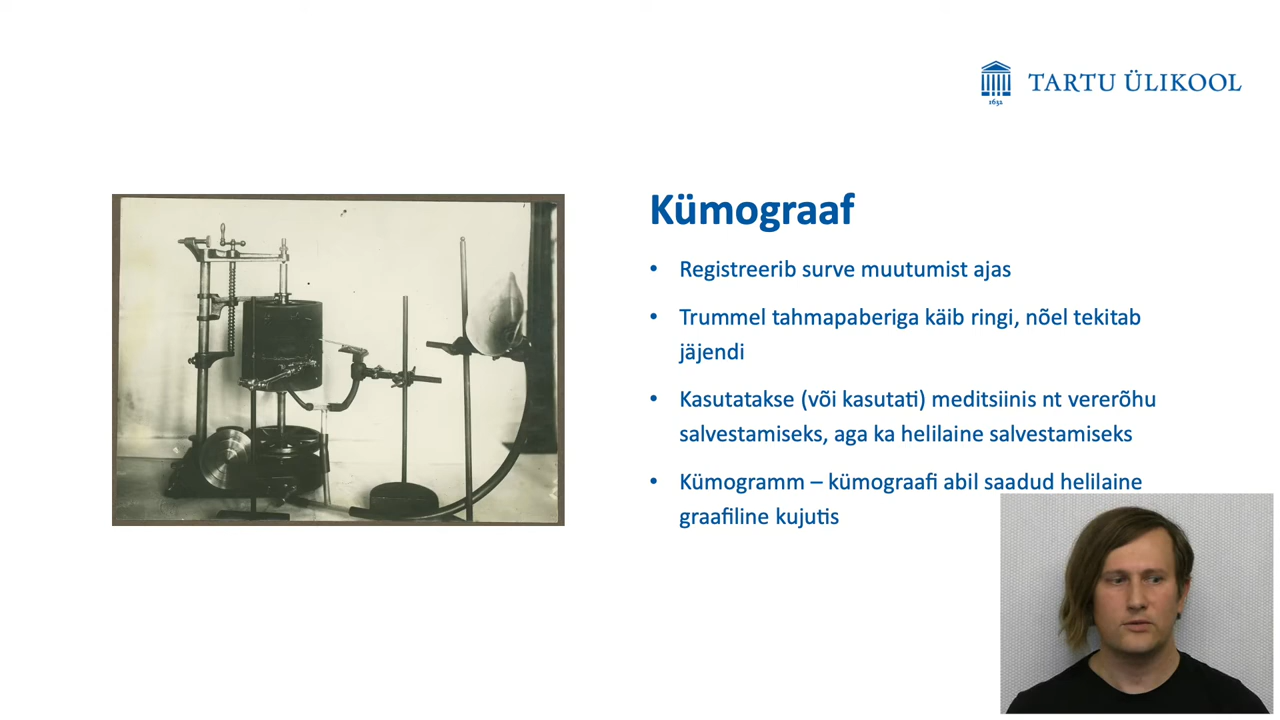 TARTU ÜLIKOOL
1632
Kümograaf
• Registreerib surve muutumist ajas
• Trummel tahmapaberiga käib ringi, nõel tekitab
jäjendi
• Kasutatakse (või kasutati) meditsiinis nt vererõhu
salvestamiseks, aga ka helilaine salvestamiseks
• Kümogramm – kümograafi abil saadud helilaine
graafiline kujutis